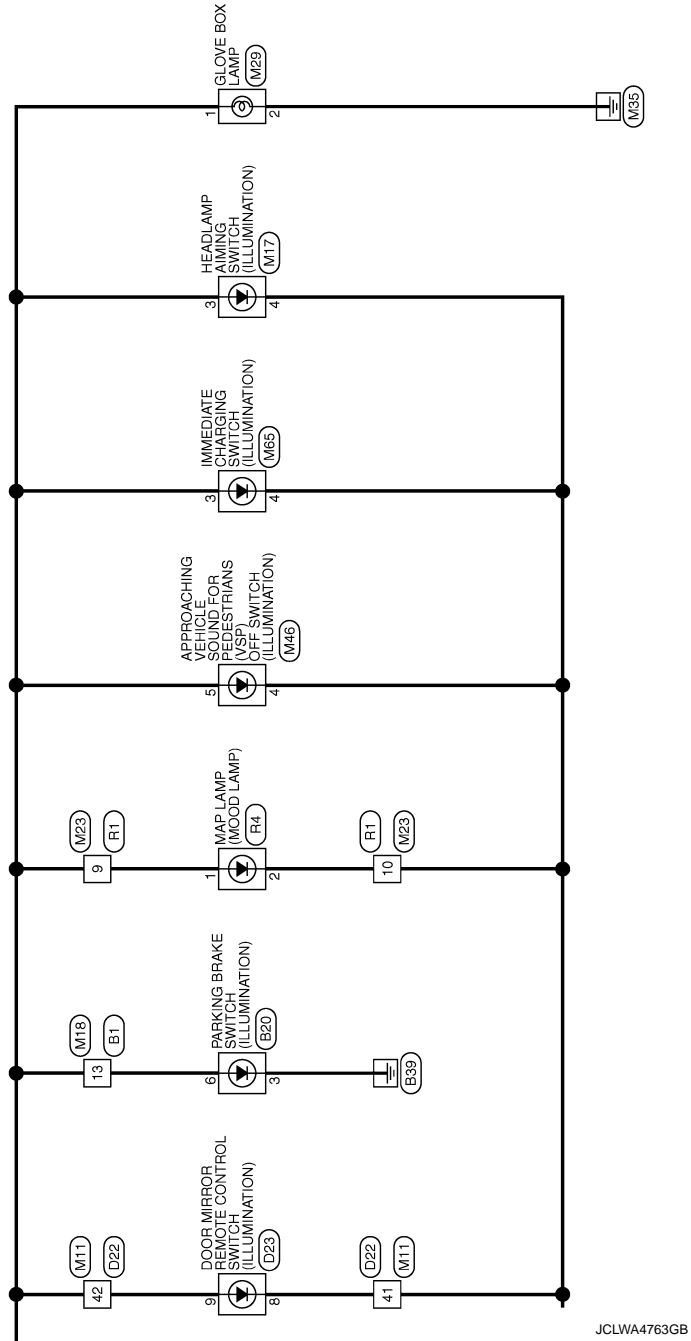 GLOVE BOX
LAMP
M29
1
2
M35
HEADLAMP
AIMING
SWITCH
(ILLUMINATION)
M17
3
4
IMMEDIATE
CHARGING
SWITCH
(ILLUMINATION)
M65
3
4
APPROACHING
VEHICLE
SOUND FOR
PEDESTRIANS
(VSP)
OFF SWITCH
(ILLUMINATION)
M46
5
4
M23
R1
9
MAP LAMP
(MOOD LAMP)
R4
1
2
R1
M23
10
M18
B1
13
PARKING BRAKE
SWITCH
(ILLUMINATION)
B20
6
3
B39
M11
D22
42
DOOR MIRROR
REMOTE CONTROL
SWITCH
(ILLUMINATION)
D23
9
8
D22
M11
41
JCLWA4763GB